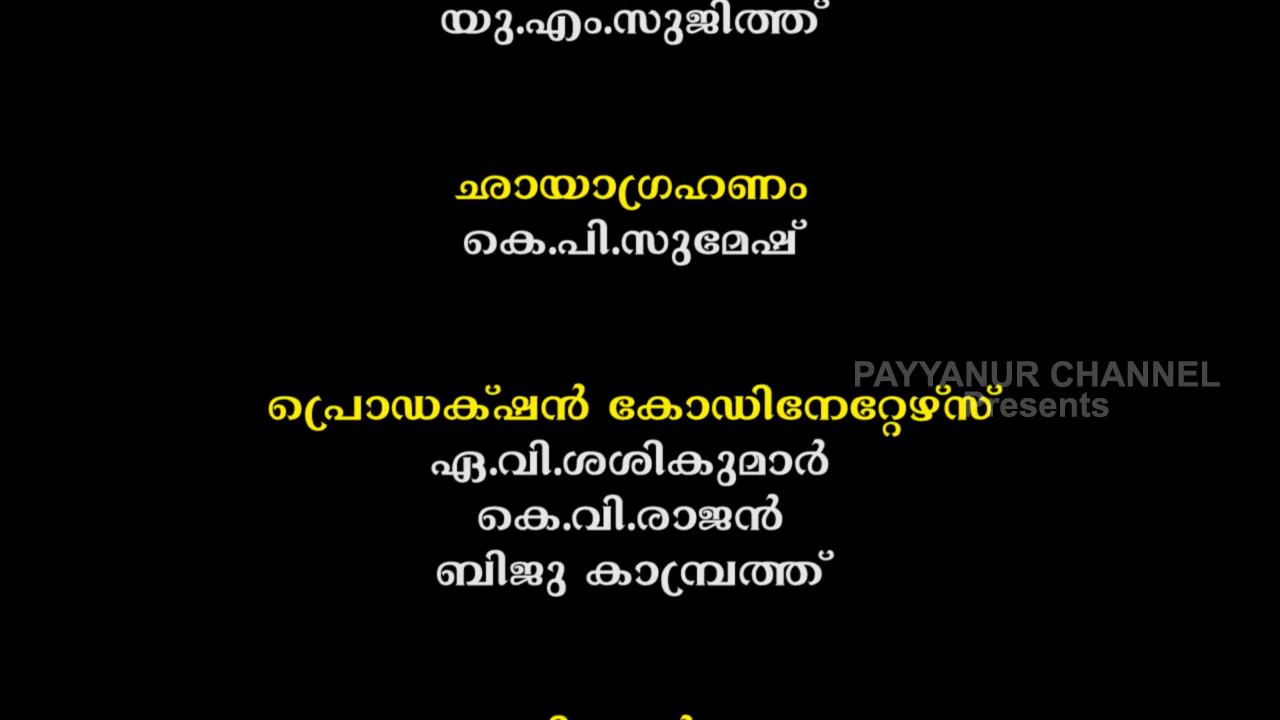 യു.എം.സുജിത്ത്
ഛായാഗ്രഹണം
കെ.പി.സുമേഷ്
PAYYANUR CHANNEL
Presents
പ്രൊഡക്ഷൻ കോഡിനേറ്റേഴ്സ്
ഏ.വി.ശശികുമാർ
കെ.വി.രാജൻ
ബിജു കാമ്പ്രത്ത്